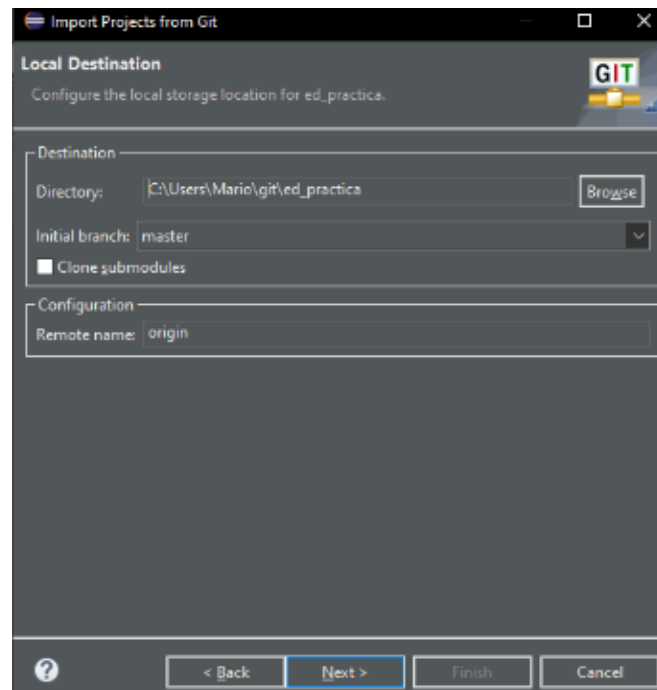 Import Projects from Git
Local Destination
GIT
Configure the local storage location for ed_practica.
Destination
Directory: C:\Users\Mario\git\ed_practica Browse
Initial branch: master
Clone submodules
Configuration
Remote name: origin
? < Back Next > Finish Cancel